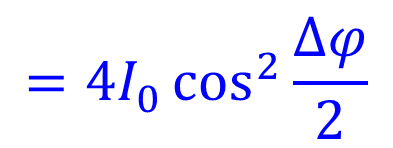 = 4I₀ cos² Δφ/2